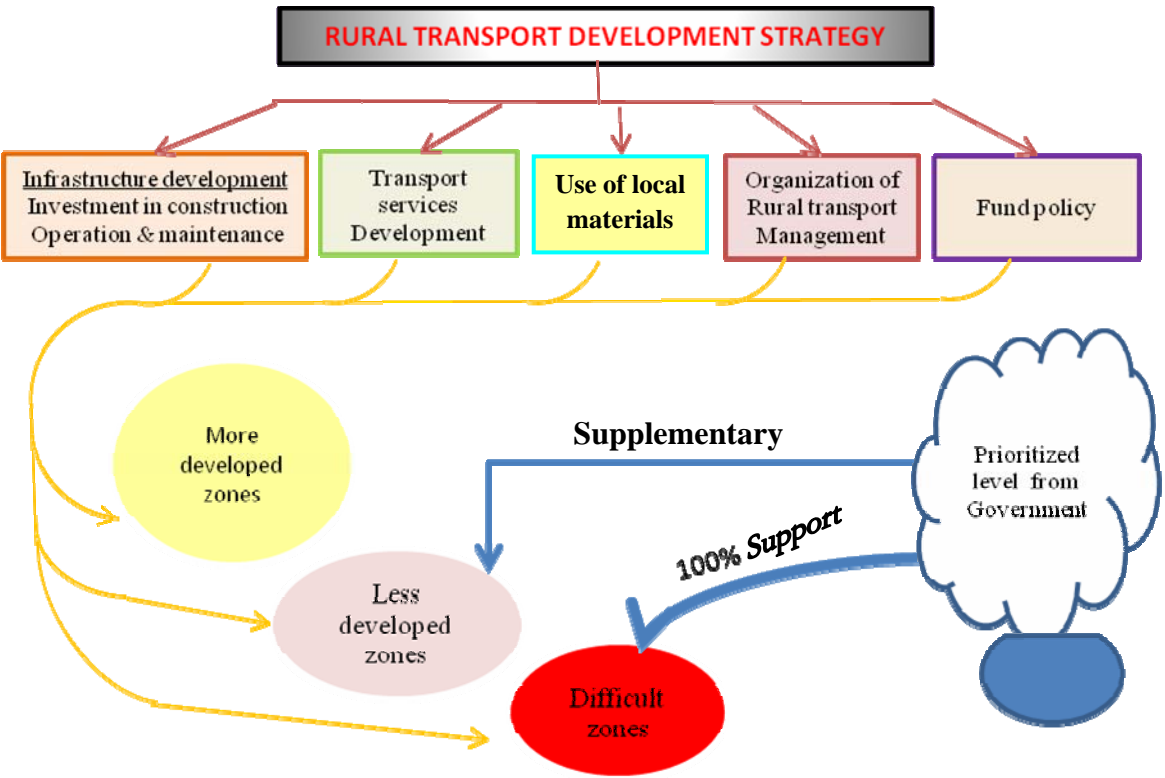 RURAL TRANSPORT DEVELOPMENT STRATEGY
Infrastructure development
Investment in construction
Operation & maintenance
Transport
services
Development
Use of local
materials
Organization of
Rural transport
Management
Fund policy
More
developed
zones
Supplementary
Prioritized
level from
Government
100% Support
Less
developed
zones
Difficult
zones